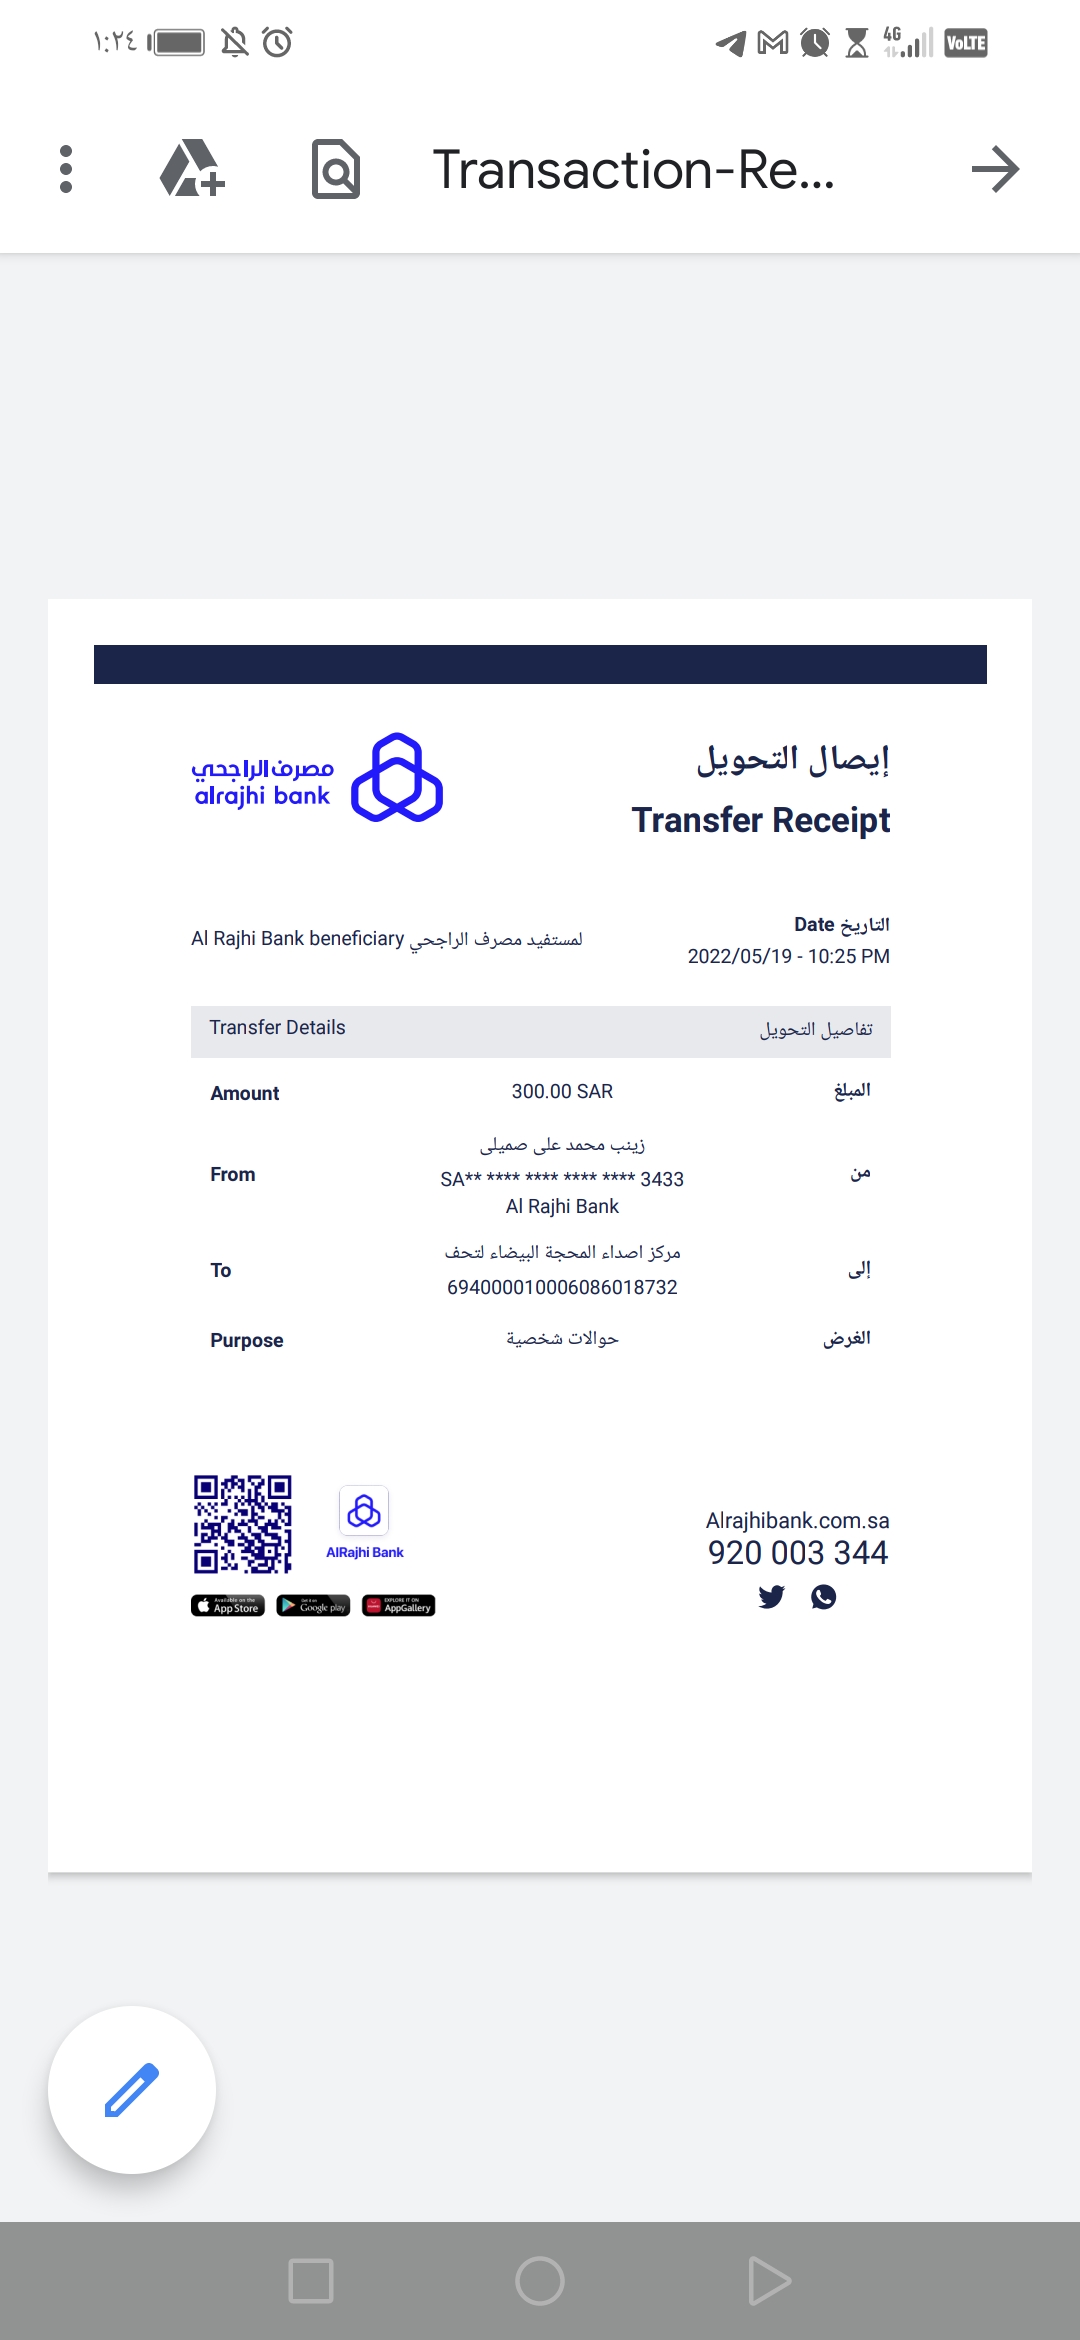 ١:٢٤
4G
VoLTE
Transaction-Re...
مصرف الراجحي
alrajhi bank
إيصال التحويل
Transfer Receipt
Al Rajhi Bank beneficiary لمستفيد مصرف الراجحي
التاريخ Date
2022/05/19 - 10:25 PM
Transfer Details تفاصيل التحويل
Amount 300.00 SAR المبلغ
زينب محمد على صميلى
From SA** **** **** **** **** 3433 من
Al Rajhi Bank
مركز اصداء المحجة البيضاء لتحف
To إلى
694000010006086018732
Purpose حوالات شخصية الغرض
AlRajhi Bank
Available on the App Store
Get it on Google play
EXPLORE IT ON AppGallery
Alrajhibank.com.sa
920 003 344